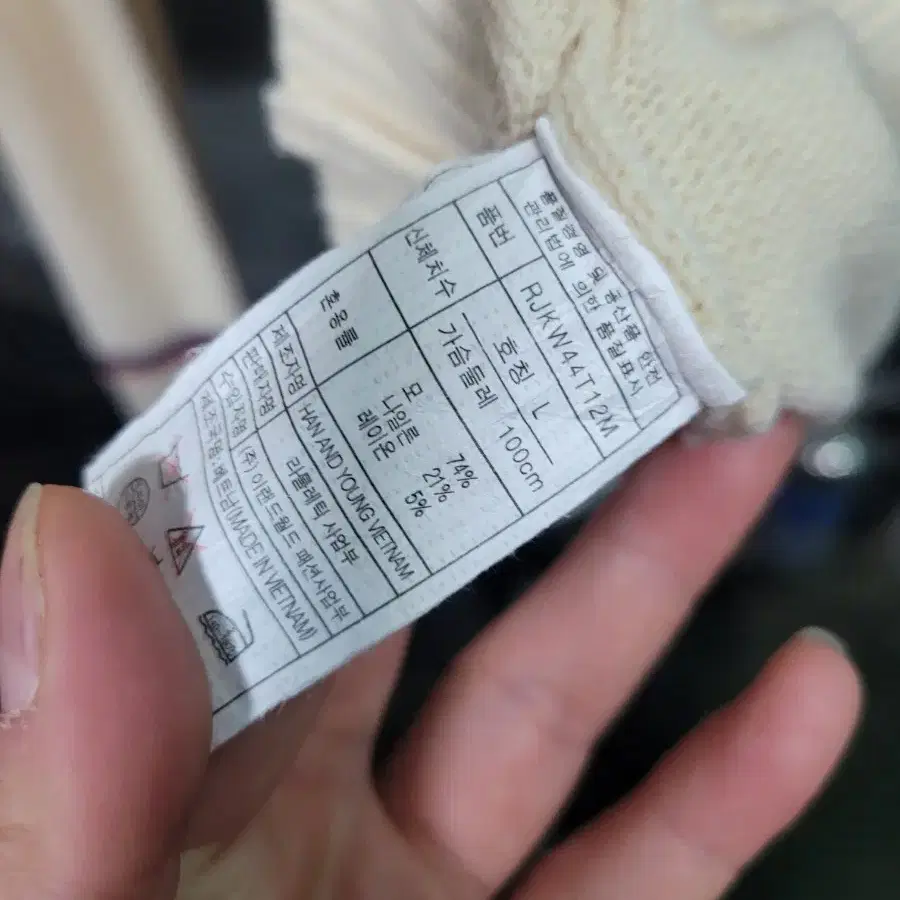 품질경영 및 공산품 안전
관리법에 의한 품질표시
품번 RJKW44T12M
신체치수 호칭 L
가슴둘레 100cm
혼용률 모 74%
나일론 21%
레이온 5%
제조자명 HAN AND YOUNG VIETNAM
판매자명 라볼레틱 사업부
수입자명 (주) 이랜드월드 패션사업부
제조국명: 베트남(MADE IN VIETNAM)